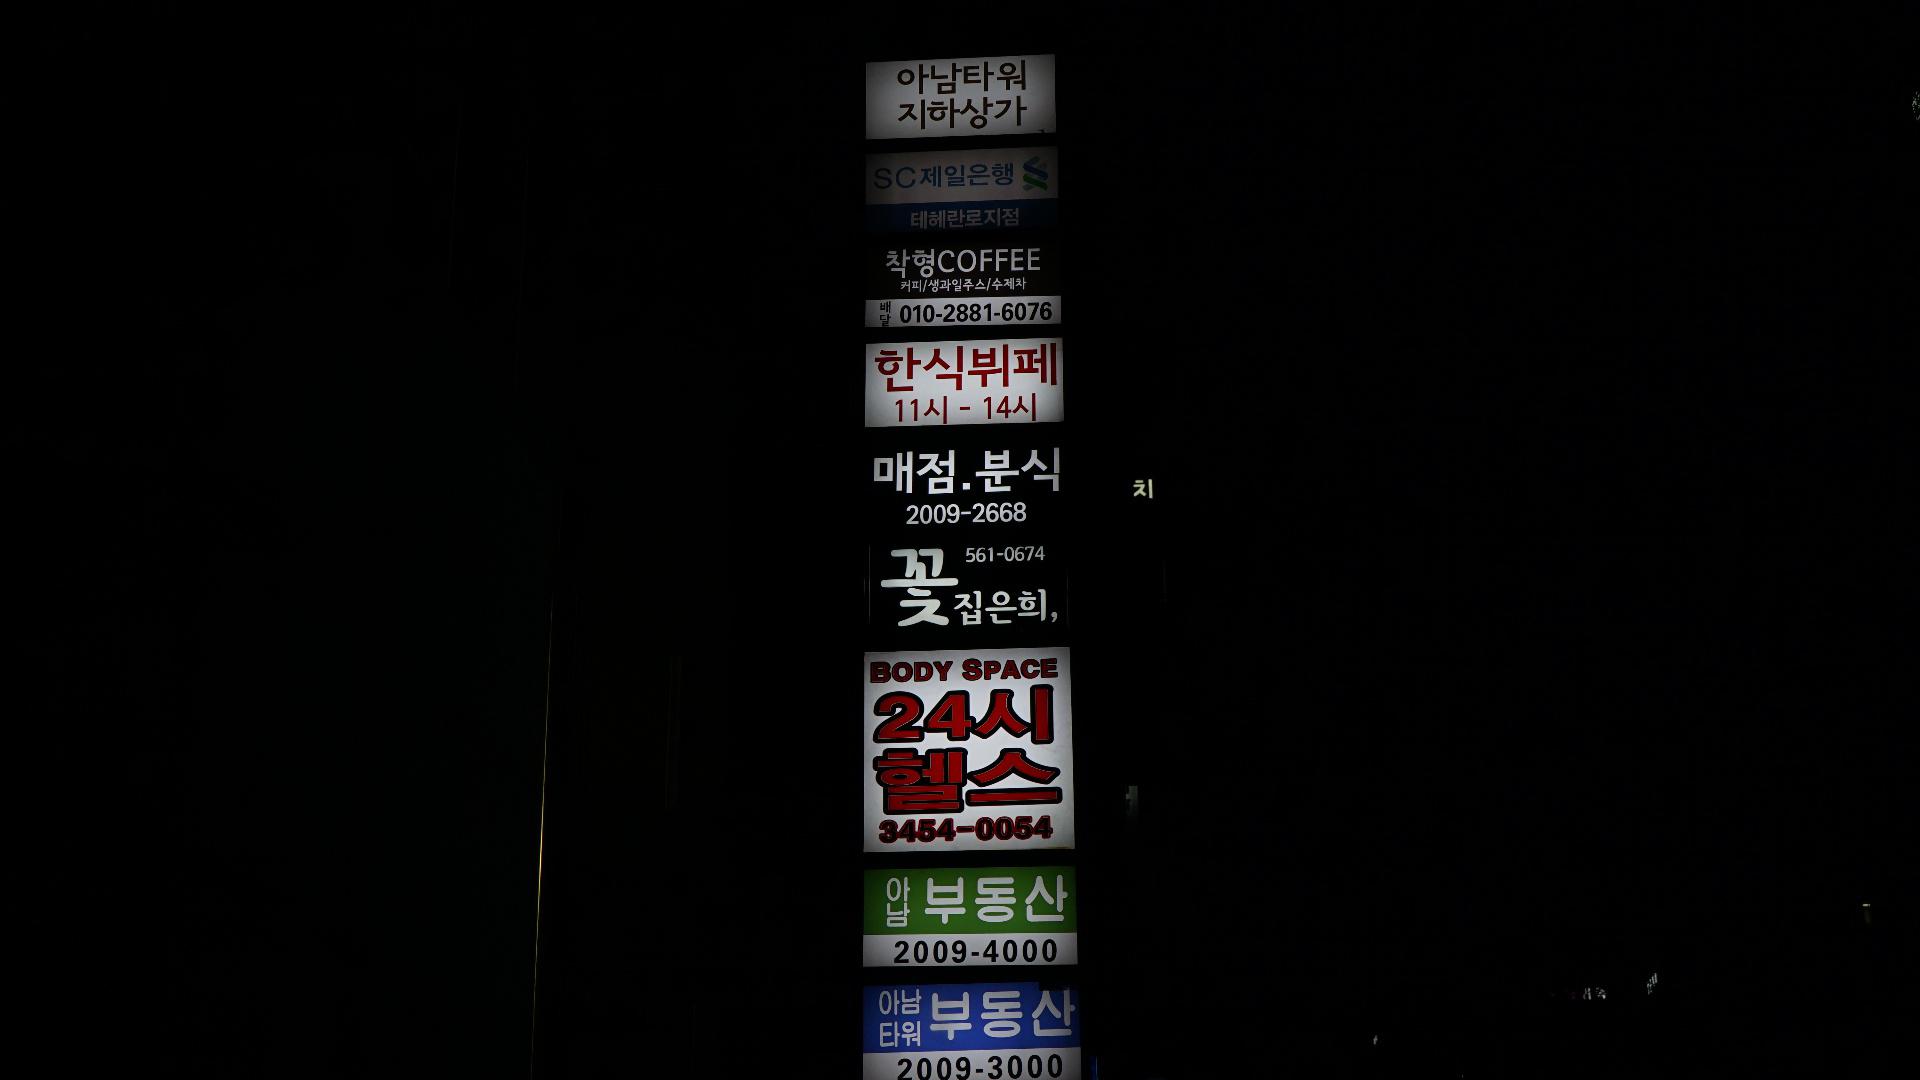 아남타워
지하상가
SC제일은행
테헤란로지점
착형COFFEE
커피/생과일주스/수제차
배달 010-2881-6076
한식뷔페
11시 - 14시
매점.분식
2009-2668
꽃집은희,
561-0674
BODY SPACE
24시
헬스
3454-0054
아남 부동산
2009-4000
아남타워 부동산
2009-3000
치